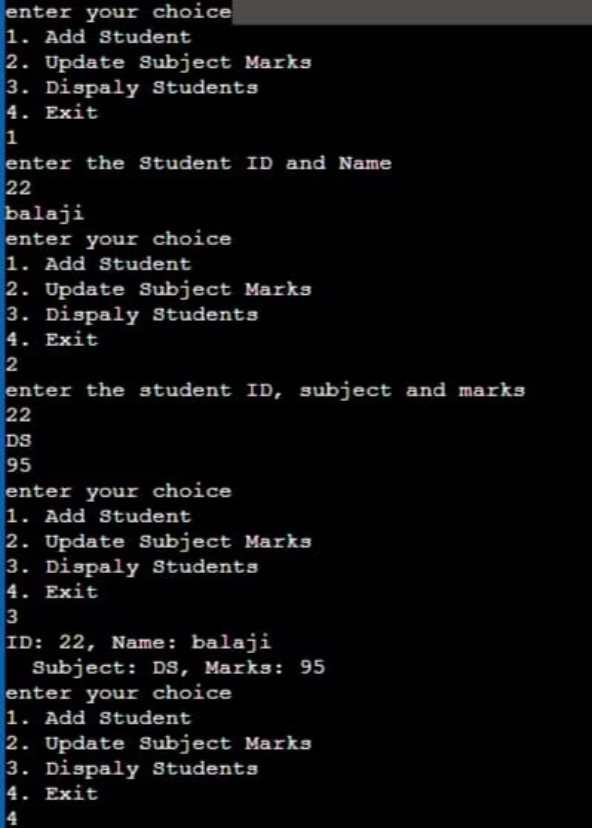 enter your choice
1. Add Student
2. Update Subject Marks
3. Dispaly Students
4. Exit
1
enter the Student ID and Name
22
balaji
enter your choice
1. Add Student
2. Update Subject Marks
3. Dispaly Students
4. Exit
2
enter the student ID, subject and marks
22
DS
95
enter your choice
1. Add Student
2. Update Subject Marks
3. Dispaly Students
4. Exit
3
ID: 22, Name: balaji
  Subject: DS, Marks: 95
enter your choice
1. Add Student
2. Update Subject Marks
3. Dispaly Students
4. Exit
4